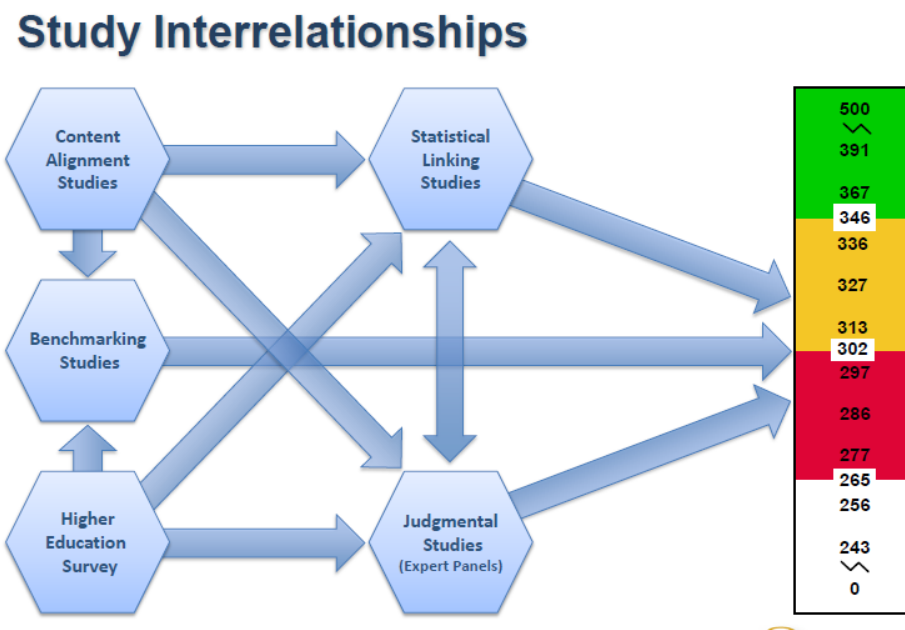 Study Interrelationships
Content
Alignment
Studies
Statistical
Linking
Studies
Benchmarking
Studies
Higher
Education
Survey
Judgmental
Studies
(Expert Panels)
500
391
367
346
336
327
313
302
297
286
277
265
256
243
0